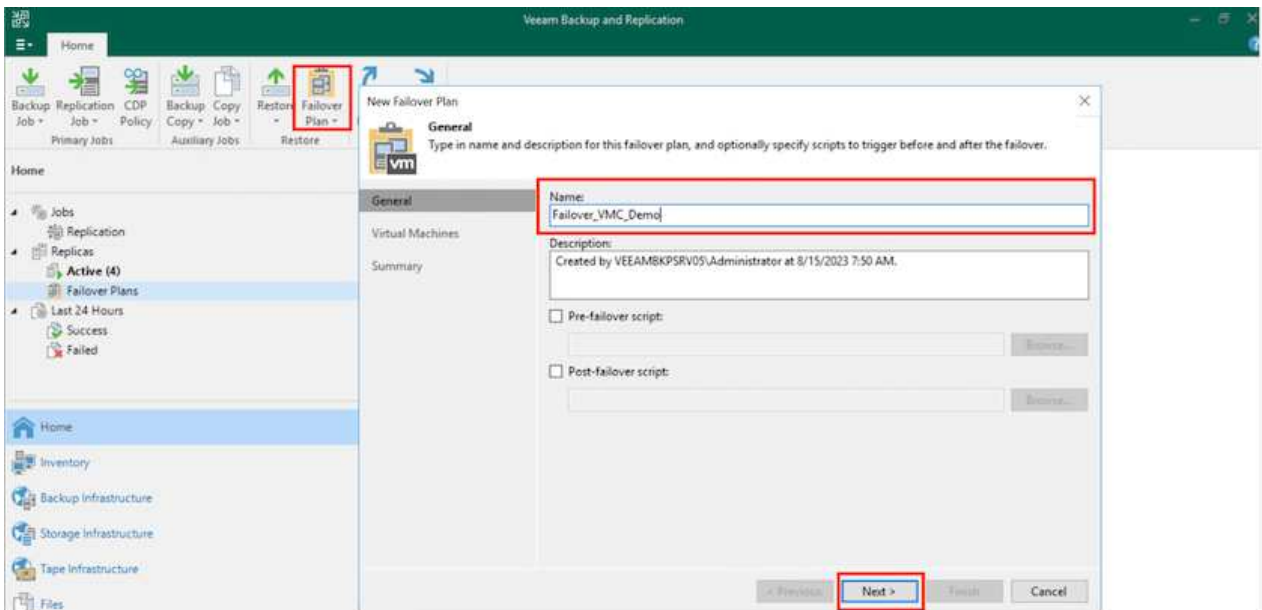 Veeam Backup and Replication
Home
Backup Job
Replication Job
CDP Policy
Backup Copy
Copy Job
Restore
Failover Plan
Primary Jobs
Auxiliary Jobs
Restore
Home
Jobs
Replication
Replicas
Active (4)
Failover Plans
Last 24 Hours
Success
Failed
Home
Inventory
Backup Infrastructure
Storage Infrastructure
Tape Infrastructure
Files
New Failover Plan
vm
General
Type in name and description for this failover plan, and optionally specify scripts to trigger before and after the failover.
General
Virtual Machines
Summary
Name:
Failover_VMC_Demo
Description:
Created by VEEAMBKPSRV05\Administrator at 8/15/2023 7:50 AM.
Pre-failover script:
Browse...
Post-failover script:
Browse...
< Previous
Next >
Finish
Cancel